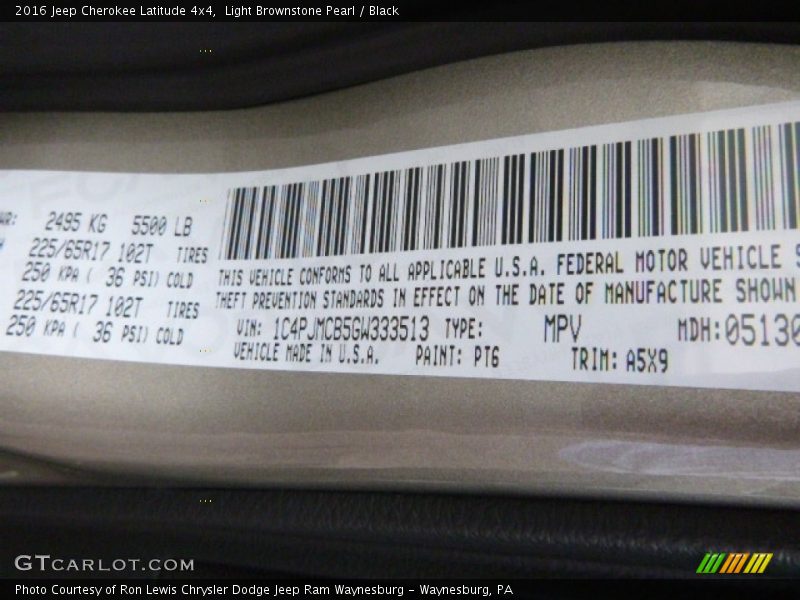 2016 Jeep Cherokee Latitude 4x4,  Light Brownstone Pearl / Black
2495 KG 5500 LB
225/65R17 102T TIRES
250 KPA ( 36 PSI) COLD
225/65R17 102T TIRES
250 KPA ( 36 PSI) COLD
THIS VEHICLE CONFORMS TO ALL APPLICABLE U.S.A. FEDERAL MOTOR VEHICLE S
THEFT PREVENTION STANDARDS IN EFFECT ON THE DATE OF MANUFACTURE SHOWN
VIN: 1C4PJMCB5GW333513 TYPE: MPV MDH:05130
VEHICLE MADE IN U.S.A. PAINT: PT6 TRIM: A5X9
GTCARLOT.COM
Photo Courtesy of Ron Lewis Chrysler Dodge Jeep Ram Waynesburg – Waynesburg, PA